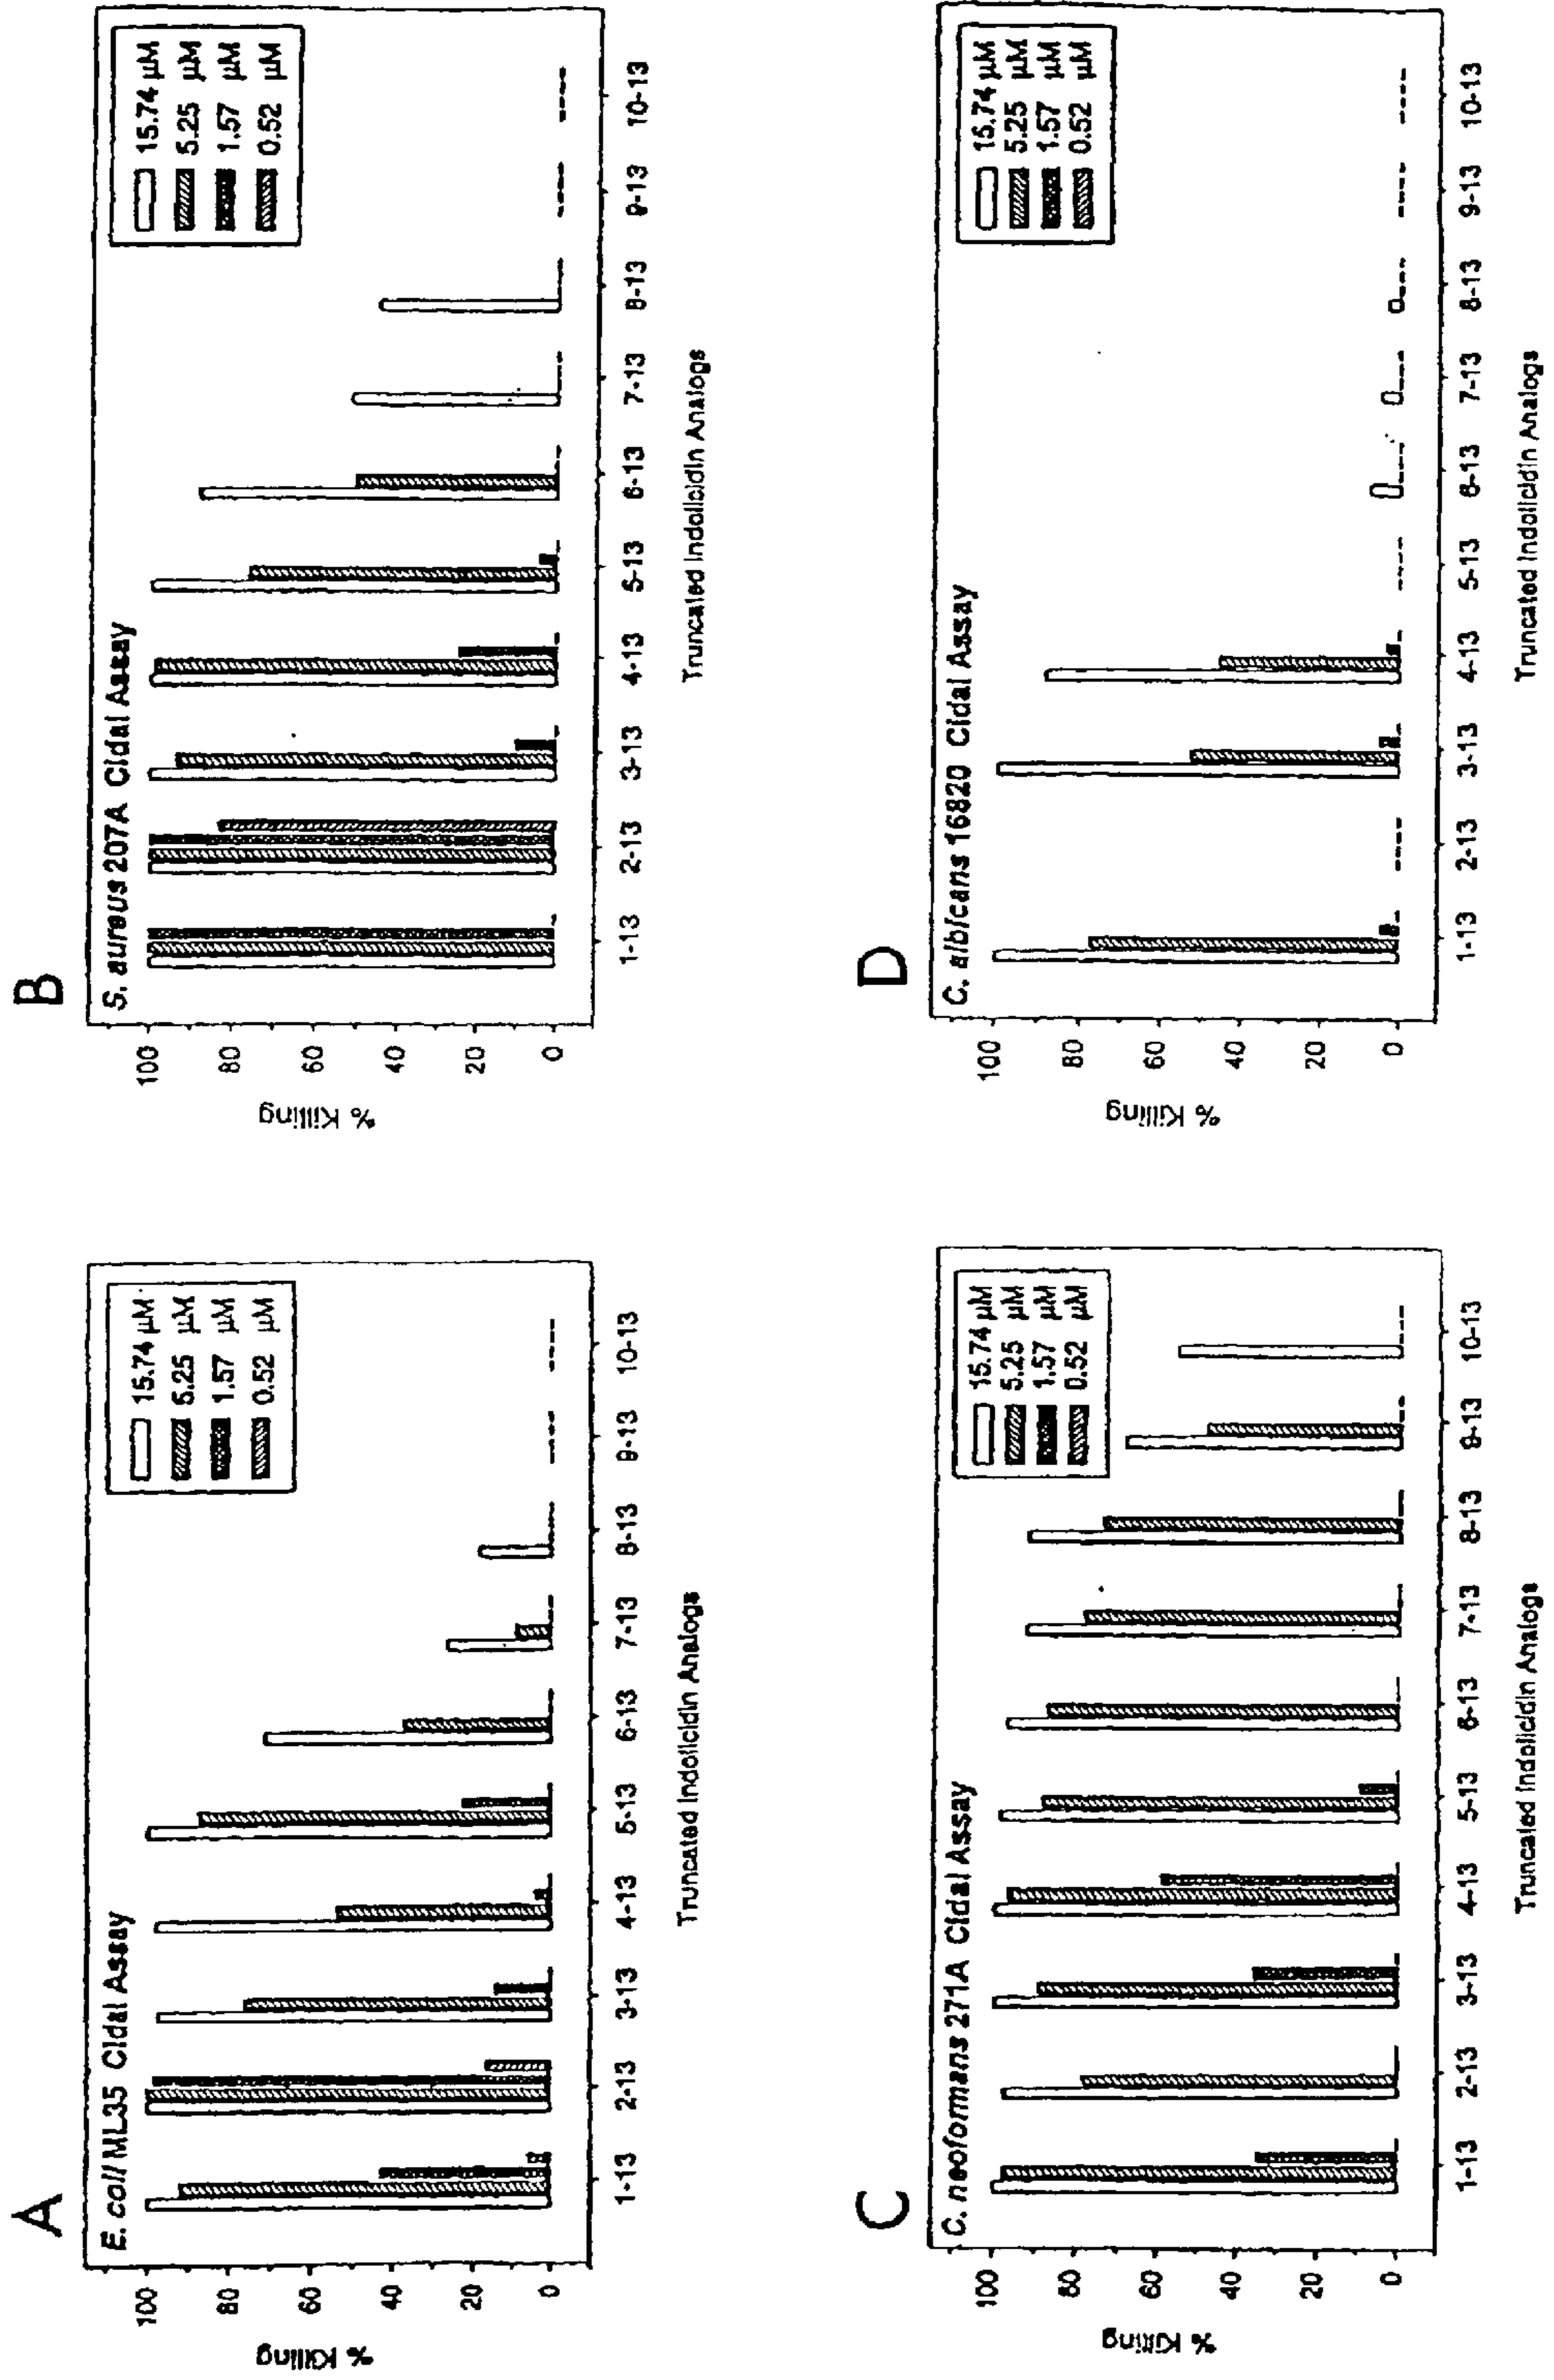 A
E. coli ML35 Cidal Assay
15.74 µM
5.25 µM
1.57 µM
0.52 µM
% Killing
100
80
60
40
20
0
1-13 2-13 3-13 4-13 5-13 6-13 7-13 8-13 9-13 10-13
Truncated Indolicidin Analogs
B
S. aureus 207A Cidal Assay
15.74 µM
5.25 µM
1.57 µM
0.52 µM
% Killing
100
80
60
40
20
0
1-13 2-13 3-13 4-13 5-13 6-13 7-13 8-13 9-13 10-13
Truncated Indolicidin Analogs
C
C. neoformans 271A Cidal Assay
15.74 µM
5.25 µM
1.57 µM
0.52 µM
% Killing
100
80
60
40
20
0
1-13 2-13 3-13 4-13 5-13 6-13 7-13 8-13 9-13 10-13
Truncated Indolicidin Analogs
D
C. albicans 16820 Cidal Assay
15.74 µM
5.25 µM
1.57 µM
0.52 µM
% Killing
100
80
60
40
20
0
1-13 2-13 3-13 4-13 5-13 6-13 7-13 8-13 9-13 10-13
Truncated Indolicidin Analogs